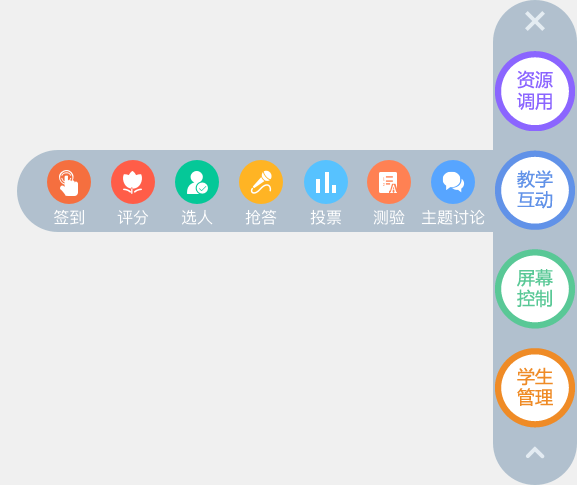 资源
调用
教学
互动
签到
评分
选人
抢答
投票
测验
主题讨论
屏幕
控制
学生
管理